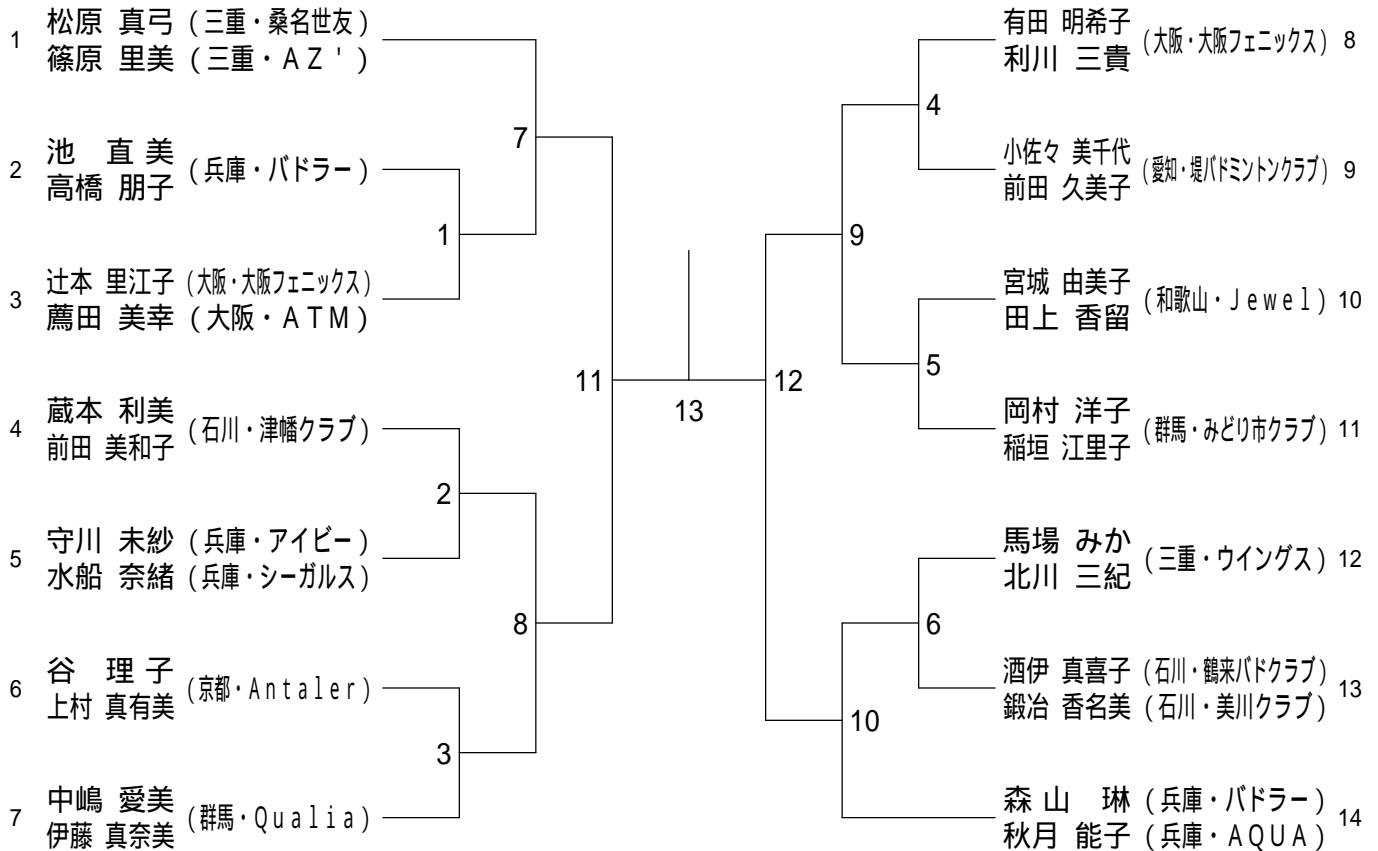 1 松原 真弓 (三重・桑名世友)
篠原 里美 (三重・ＡＺ')
2 池 直美 (兵庫・バドラー)
高橋 朋子
3 辻本 里江子 (大阪・大阪フェニックス)
薦田 美幸 (大阪・ＡＴＭ)
4 蔵本 利美 (石川・津幡クラブ)
前田 美和子
5 守川 未紗 (兵庫・アイビー)
水船 奈緒 (兵庫・シーガルス)
6 谷 理子 (京都・Ａｎｔａｌｅｒ)
上村 真有美
7 中嶋 愛美 (群馬・Ｑｕａｌｉａ)
伊藤 真奈美
7
1
11
2
8
3
13
12
4
9
5
6
10
有田 明希子 (大阪・大阪フェニックス) 8
利川 三貴
小佐々 美千代 (愛知・堤バドミントンクラブ) 9
前田 久美子
宮城 由美子 (和歌山・Ｊｅｗｅｌ) 10
田上 香留
岡村 洋子 (群馬・みどり市クラブ) 11
稲垣 江里子
馬場 みか (三重・ウイングス) 12
北川 三紀
酒伊 真喜子 (石川・鶴来バドクラブ) 13
鍛冶 香名美 (石川・美川クラブ)
森山 琳 (兵庫・バドラー) 14
秋月 能子 (兵庫・ＡＱＵＡ)